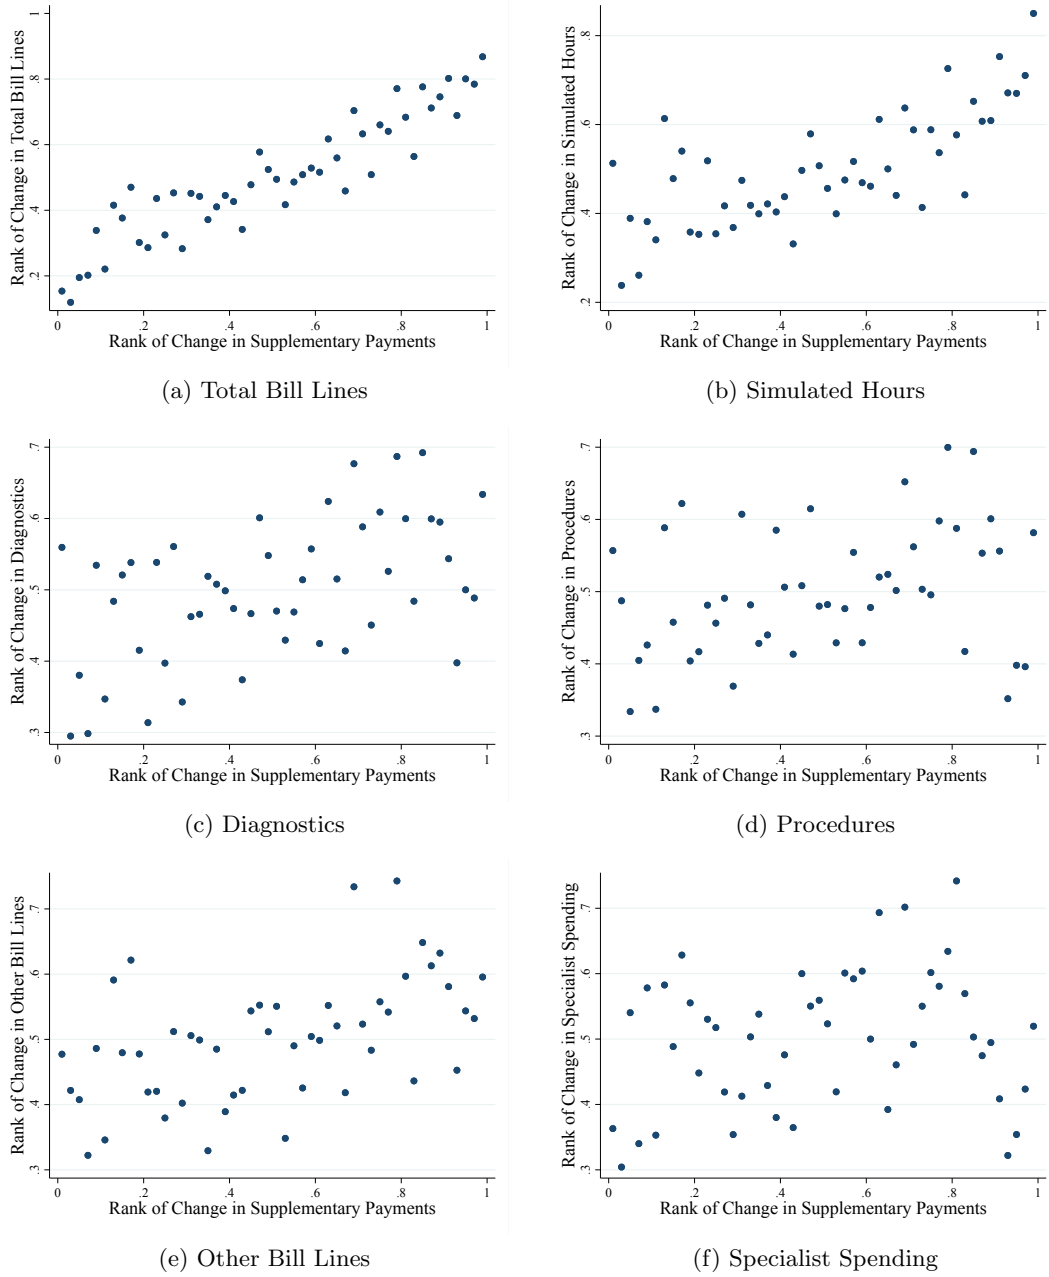 Rank of Change in Total Bill Lines
1
.8
.6
.4
.2
0 .2 .4 .6 .8 1
Rank of Change in Supplementary Payments
(a) Total Bill Lines
Rank of Change in Simulated Hours
.8
.6
.4
.2
0 .2 .4 .6 .8 1
Rank of Change in Supplementary Payments
(b) Simulated Hours
Rank of Change in Diagnostics
.7
.6
.5
.4
.3
0 .2 .4 .6 .8 1
Rank of Change in Supplementary Payments
(c) Diagnostics
Rank of Change in Procedures
.7
.6
.5
.4
.3
0 .2 .4 .6 .8 1
Rank of Change in Supplementary Payments
(d) Procedures
Rank of Change in Other Bill Lines
.7
.6
.5
.4
.3
0 .2 .4 .6 .8 1
Rank of Change in Supplementary Payments
(e) Other Bill Lines
Rank of Change in Specialist Spending
.7
.6
.5
.4
.3
0 .2 .4 .6 .8 1
Rank of Change in Supplementary Payments
(f) Specialist Spending